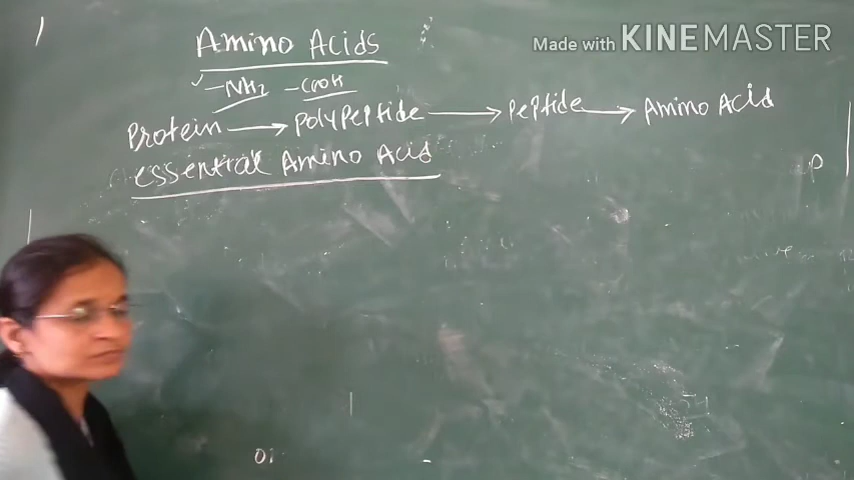 Made with KINEMASTER
Amino Acids
-NH2 -COOH
Protein → Polypeptide → Peptide → Amino Acid
essential Amino Acid